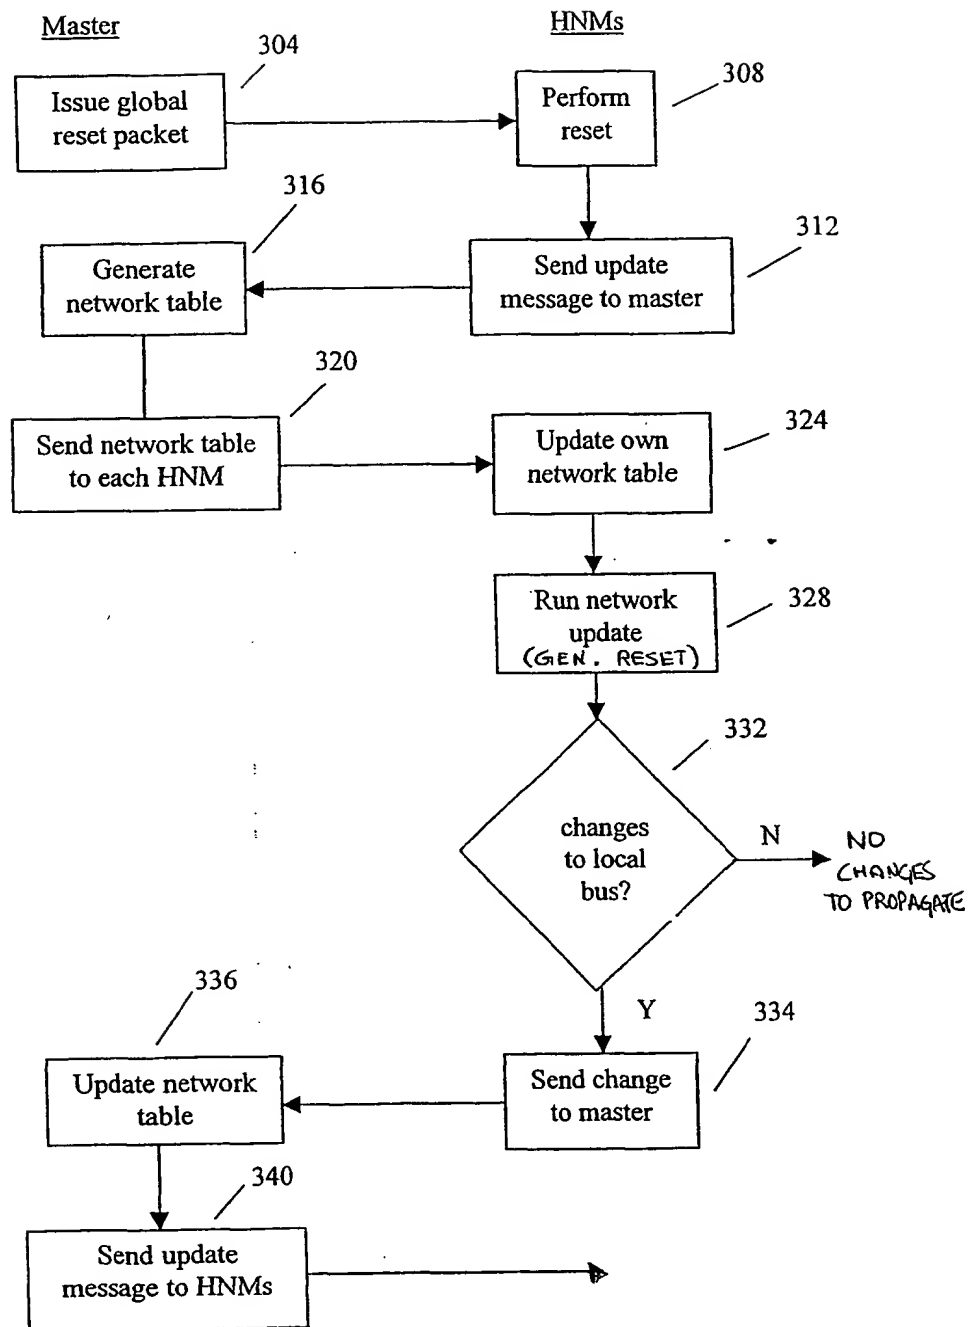 Master
HNMs
304
308
Issue global
reset packet
Perform
reset
316
312
Generate
network table
Send update
message to master
320
324
Send network table
to each HNM
Update own
network table
328
Run network
update
(GEN. RESET)
332
changes
to local
bus?
N
NO
CHANGES
TO PROPAGATE
336
Y
334
Update network
table
Send change
to master
340
Send update
message to HNMs